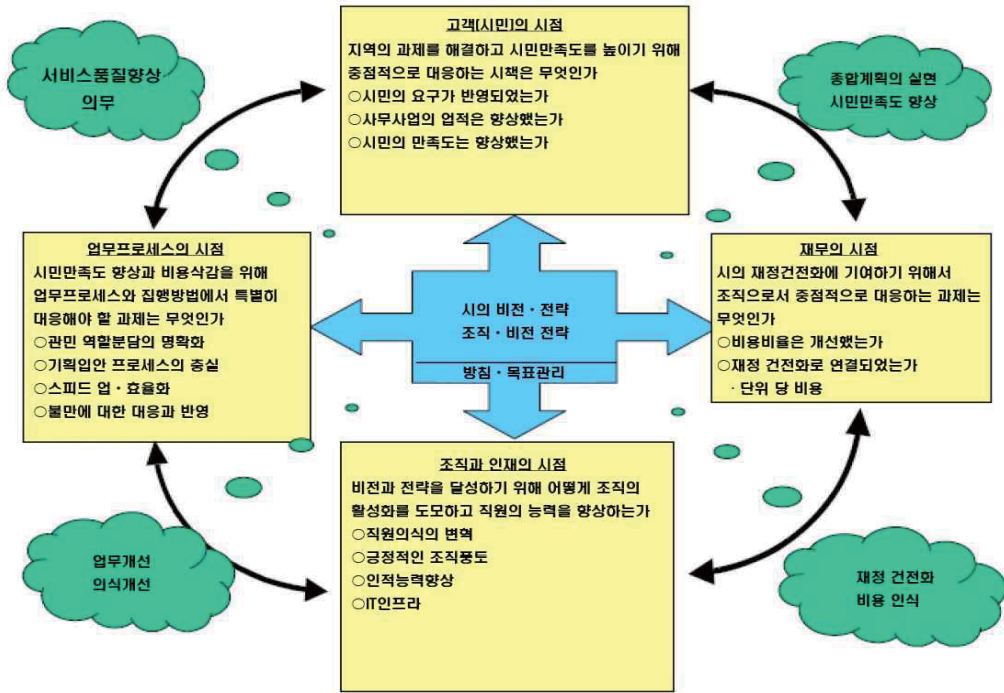 고객[시민]의 시점
지역의 과제를 해결하고 시민만족도를 높이기 위해
중점적으로 대응하는 시책은 무엇인가
○시민의 요구가 반영되었는가
○사무사업의 업적은 향상했는가
○시민의 만족도는 향상했는가
서비스품질향상
의무
종합계획의 실현
시민만족도 향상
업무프로세스의 시점
시민만족도 향상과 비용삭감을 위해
업무프로세스와 집행방법에서 특별히
대응해야 할 과제는 무엇인가
○관민 역할분담의 명확화
○기획입안 프로세스의 충실
○스피드 업・효율화
○불만에 대한 대응과 반영
시의 비전・전략
조직・비전 전략
방침・목표관리
재무의 시점
시의 재정건전화에 기여하기 위해서
조직으로서 중점적으로 대응하는 과제는
무엇인가
○비용비율은 개선했는가
○재정 건전화로 연결되었는가
· 단위 당 비용
조직과 인재의 시점
비전과 전략을 달성하기 위해 어떻게 조직의
활성화를 도모하고 직원의 능력을 향상하는가
○직원의식의 변혁
○긍정적인 조직풍도
○인적능력향상
○IT인프라
업무개선
의식개선
재정 건전화
비용 인식